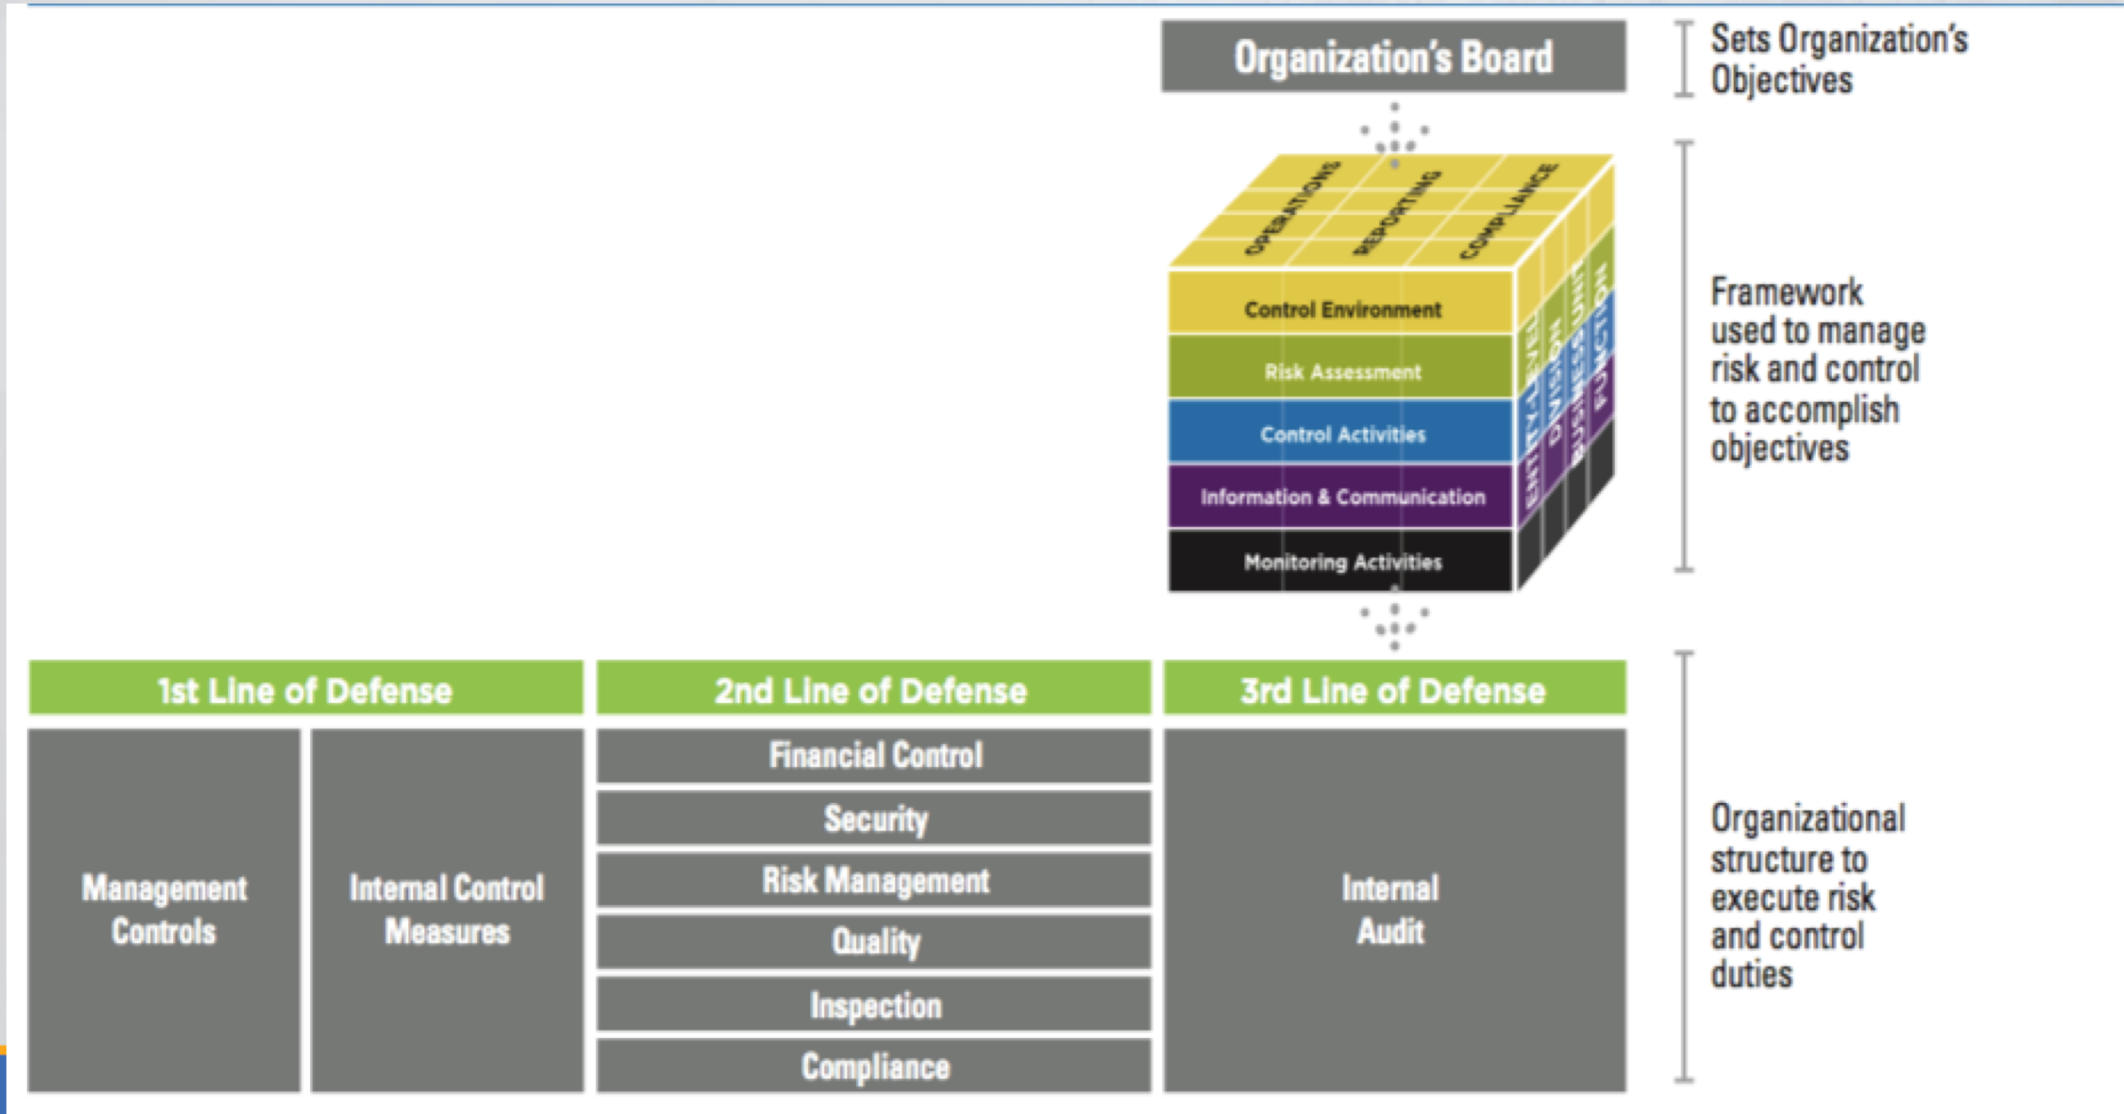 Organization's Board
Sets Organization's
Objectives
OPERATIONS
REPORTING
COMPLIANCE
Control Environment
Risk Assessment
Control Activities
Information & Communication
Monitoring Activities
ENTITY-LEVEL
DIVISION
BUSINESS UNIT
FUNCTION
Framework
used to manage
risk and control
to accomplish
objectives
1st Line of Defense
2nd Line of Defense
3rd Line of Defense
Management
Controls
Internal Control
Measures
Financial Control
Security
Risk Management
Quality
Inspection
Compliance
Internal
Audit
Organizational
structure to
execute risk
and control
duties